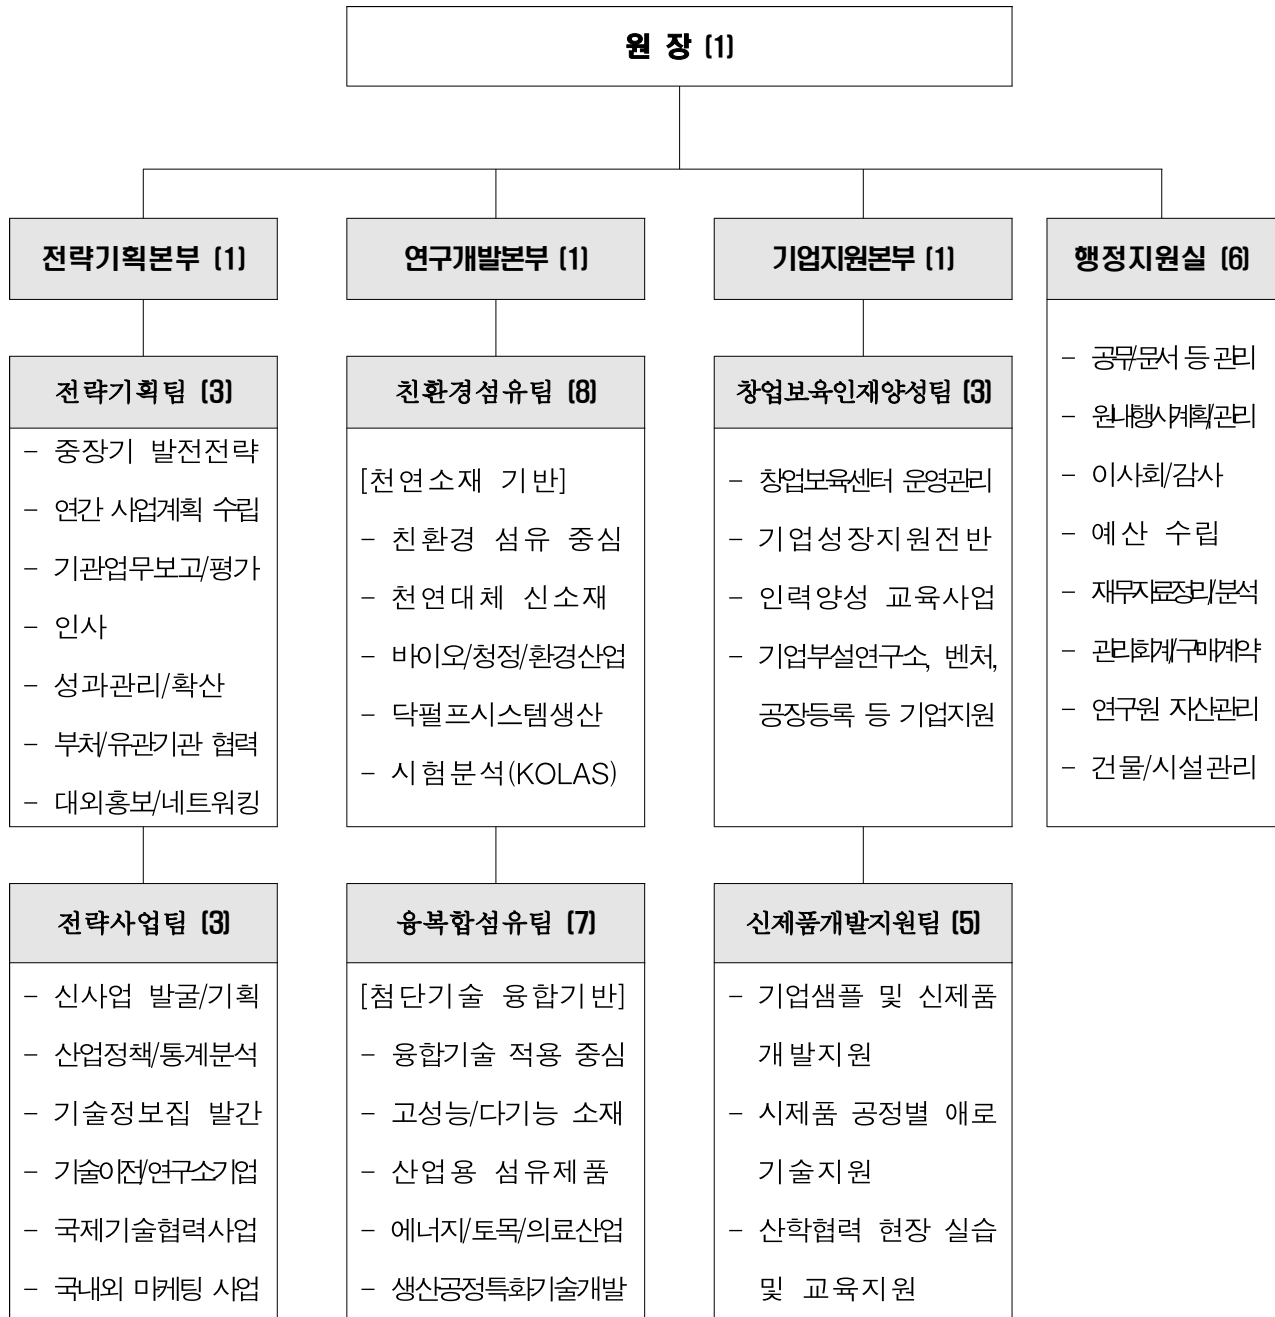 원 장 (1)
전략기획본부 (1)
연구개발본부 (1)
기업지원본부 (1)
행정지원실 (6)
전략기획팀 (3)
- 중장기 발전전략
- 연간 사업계획 수립
- 기관업무보고/평가
- 인사
- 성과관리/확산
- 부처/유관기관 협력
- 대외홍보/네트워킹
친환경섬유팀 (8)
[천연소재 기반]
- 친환경 섬유 중심
- 천연대체 신소재
- 바이오/청정/환경산업
- 닥펄프시스템생산
- 시험분석(KOLAS)
창업보육인재양성팀 (3)
- 창업보육센터 운영관리
- 기업성장지원전반
- 인력양성 교육사업
- 기업부설연구소, 벤처,
공장등록 등 기업지원
- 공무/문서 등 관리
- 원내행사계획/관리
- 이사회/감사
- 예산 수립
- 재무자료정리/분석
- 관리회계/구매계약
- 연구원 자산관리
- 건물/시설관리
전략사업팀 (3)
- 신사업 발굴/기획
- 산업정책/통계분석
- 기술정보집 발간
- 기술이전/연구소기업
- 국제기술협력사업
- 국내외 마케팅 사업
융복합섬유팀 (7)
[첨단기술 융합기반]
- 융합기술 적용 중심
- 고성능/다기능 소재
- 산업용 섬유제품
- 에너지/토목/의료산업
- 생산공정특화기술개발
신제품개발지원팀 (5)
- 기업샘플 및 신제품
개발지원
- 시제품 공정별 애로
기술지원
- 산학협력 현장 실습
및 교육지원